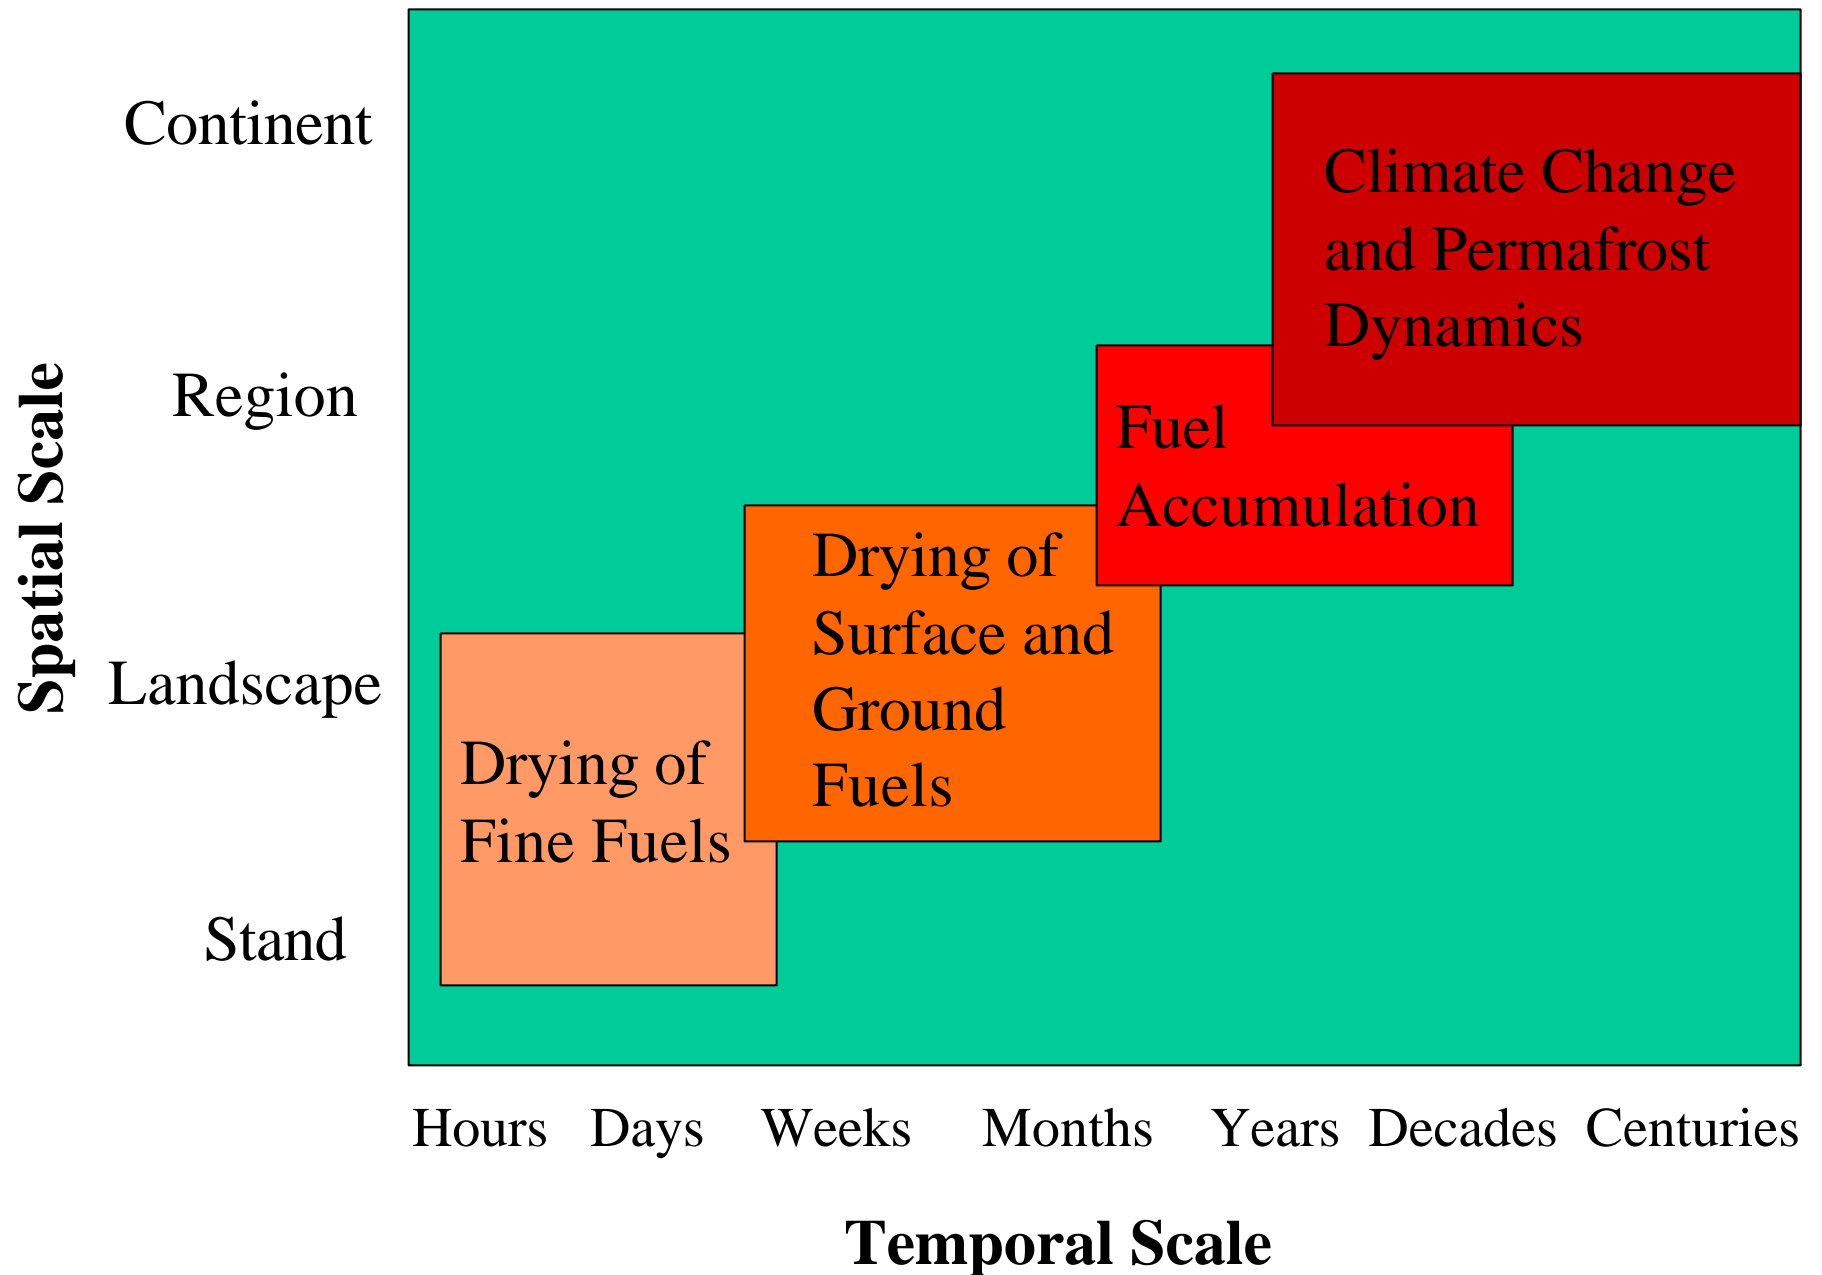 Spatial Scale
Continent
Region
Landscape
Stand
Climate Change
and Permafrost
Dynamics
Fuel
Accumulation
Drying of
Surface and
Ground
Fuels
Drying of
Fine Fuels
Hours
Days
Weeks
Months
Years
Decades
Centuries
Temporal Scale